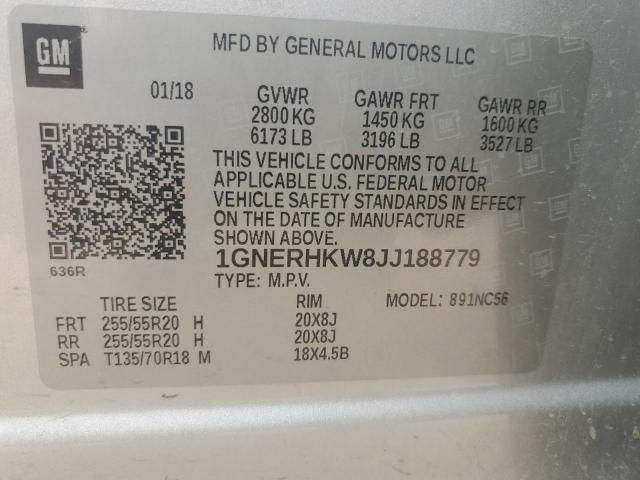 GM
MFD BY GENERAL MOTORS LLC
01/18 GVWR GAWR FRT GAWR RR
2800 KG 1450 KG 1600 KG
6173 LB 3196 LB 3527 LB
THIS VEHICLE CONFORMS TO ALL
APPLICABLE U.S. FEDERAL MOTOR
VEHICLE SAFETY STANDARDS IN EFFECT
ON THE DATE OF MANUFACTURE
SHOWN ABOVE.
636R
1GNERHKW8JJ188779
TYPE: M.P.V.
TIRE SIZE RIM MODEL: 891NC56
FRT 255/55R20 H 20X8J
RR 255/55R20 H 20X8J
SPA T135/70R18 M 18X4.5B